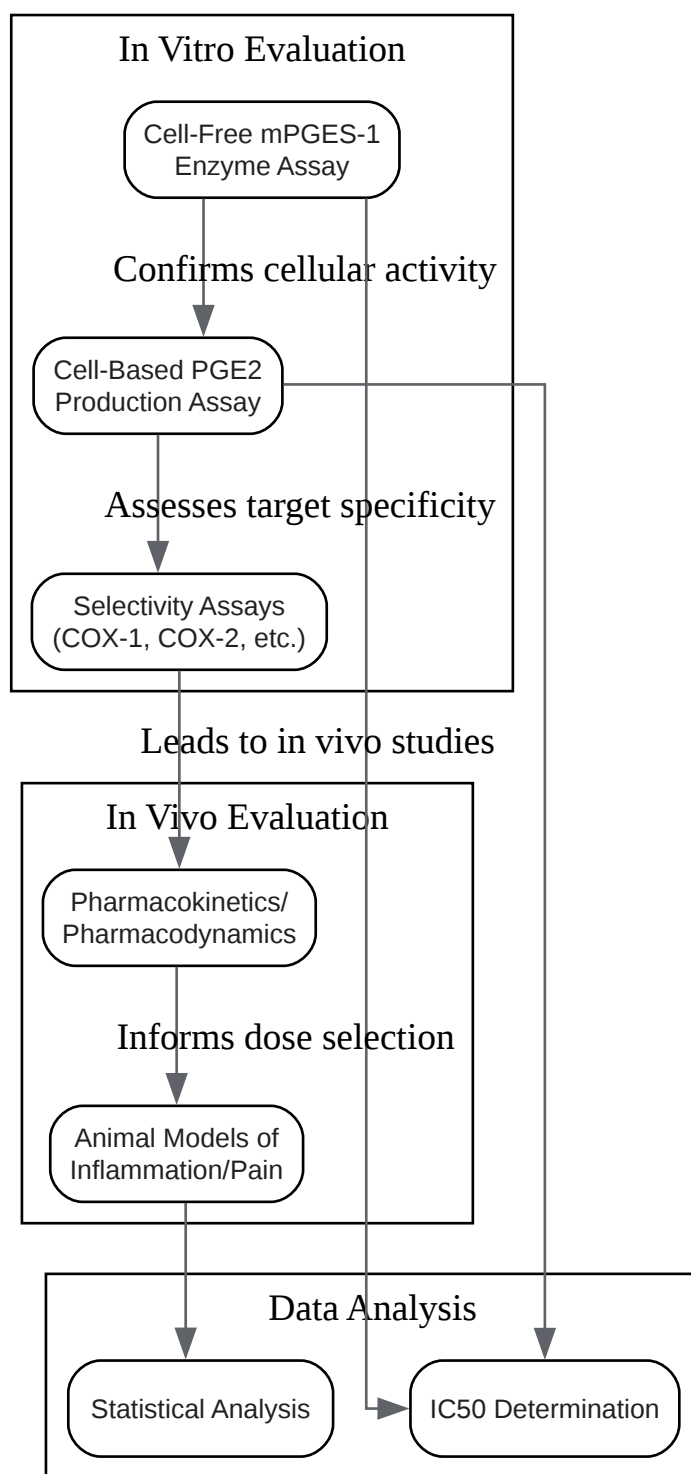 In Vitro Evaluation
Cell-Free mPGES-1
Enzyme Assay
Confirms cellular activity
Cell-Based PGE2
Production Assay
Assesses target specificity
Selectivity Assays
(COX-1, COX-2, etc.)
Leads to in vivo studies
In Vivo Evaluation
Pharmacokinetics/
Pharmacodynamics
Informs dose selection
Animal Models of
Inflammation/Pain
Data Analysis
Statistical Analysis
IC50 Determination